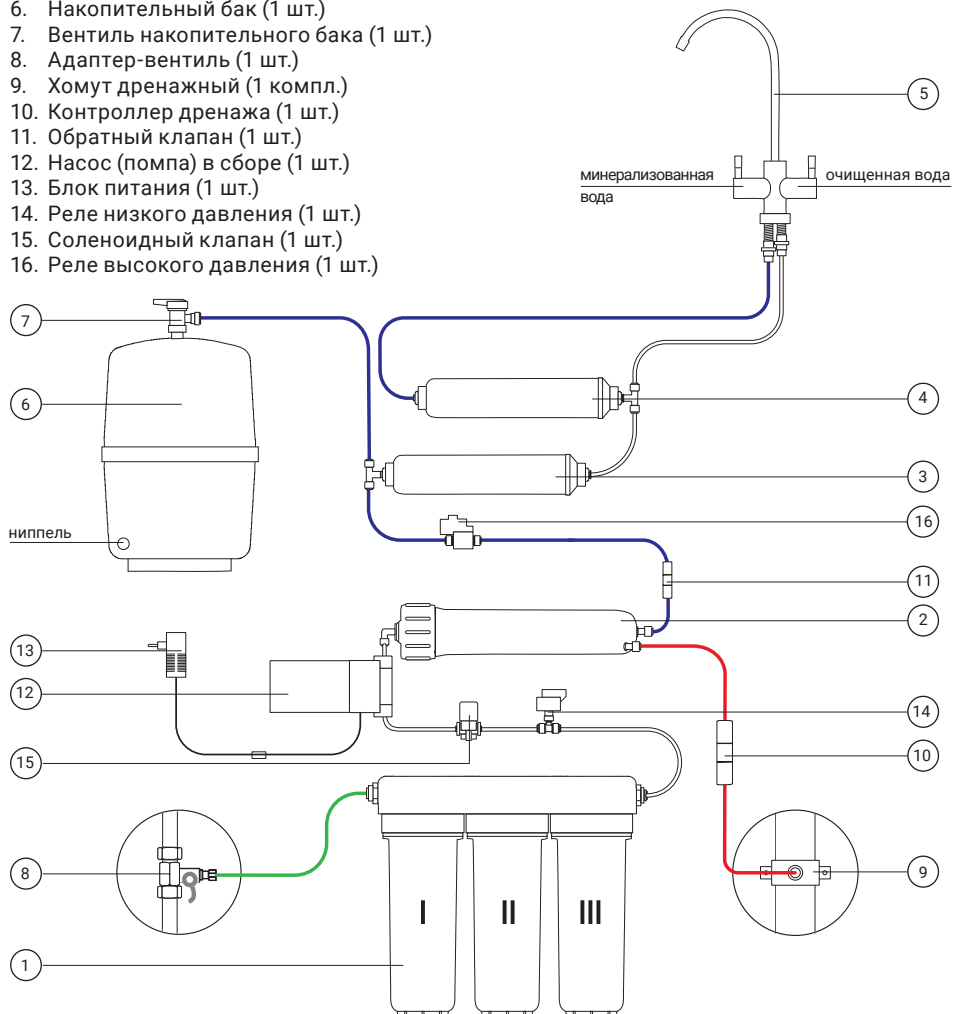 6. Накопительный бак (1 шт.)
7. Вентиль накопительного бака (1 шт.)
8. Адаптер-вентиль (1 шт.)
9. Хомут дренажный (1 компл.)
10. Контроллер дренажа (1 шт.)
11. Обратный клапан (1 шт.)
12. Насос (помпа) в сборе (1 шт.)
13. Блок питания (1 шт.)
14. Реле низкого давления (1 шт.)
15. Соленоидный клапан (1 шт.)
16. Реле высокого давления (1 шт.)
5
минерализованная
вода
очищенная вода
7
6
4
3
ниппель
16
11
2
13
12
14
15
10
8
9
I
II
III
1